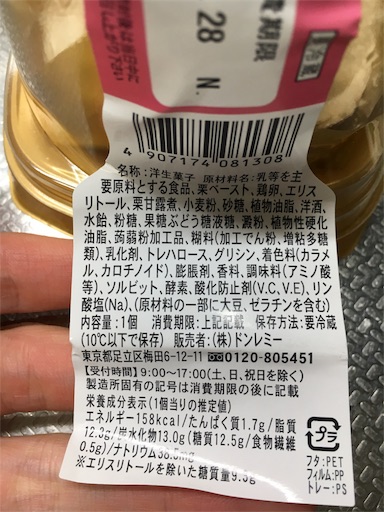 費期限
28 N.
要冷蔵
4 907174 081308
名称:洋生菓子 原材料名:乳等を主
要原料とする食品、栗ペースト、鶏卵、エリス
リトール、栗甘露煮、小麦粉、砂糖、植物油脂、洋酒、
水飴、粉糖、果糖ぶどう糖液糖、澱粉、植物性硬化
油脂、蒟蒻粉加工品、糊料(加工でん粉、増粘多糖
類)、乳化剤、トレハロース、グリシン、着色料(カラメ
ル、カロチノイド)、膨脹剤、香料、調味料(アミノ酸
等)、ソルビット、酵素、酸化防止剤(V.C、V.E)、リン
酸塩(Na)、(原材料の一部に大豆、ゼラチンを含む)
内容量:1個 消費期限:上記記載 保存方法:要冷蔵
(10℃以下で保存) 販売者:(株)ドンレミー
東京都足立区梅田6-12-11 0120-805451
【受付時間】9:00〜17:00(土、日、祝日を除く)
製造所固有の記号は消費期限の後に記載
栄養成分表示(1個当りの推定値)
エネルギー158kcal/たんぱく質1.7g/脂質
12.3g/炭水化物13.0g(糖質12.5g/食物繊維
0.5g)/ナトリウム38.5mg
※エリスリトールを除いた糖質量9.3g
プラ
フタ:PET
フィルム:PP
トレー:PS